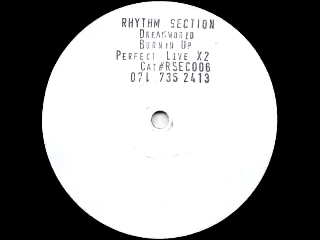 RHYTHM SECTION
DREAMWORLD
BURNIN UP
PERFECT LIVE X2
CAT#RSEC006
071 735 2413